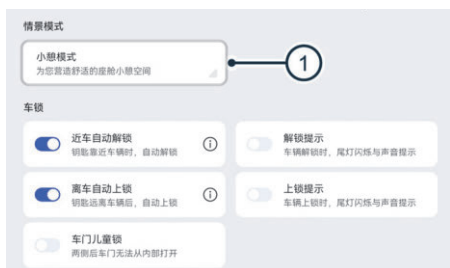 情景模式
小憩模式
为您营造舒适的座舱小憩空间
1
车锁
近车自动解锁
钥匙靠近车辆时，自动解锁
解锁提示
车辆解锁时，尾灯闪烁与声音提示
离车自动上锁
钥匙远离车辆后，自动上锁
上锁提示
车辆上锁时，尾灯闪烁与声音提示
车门儿童锁
两侧后车门无法从内部打开